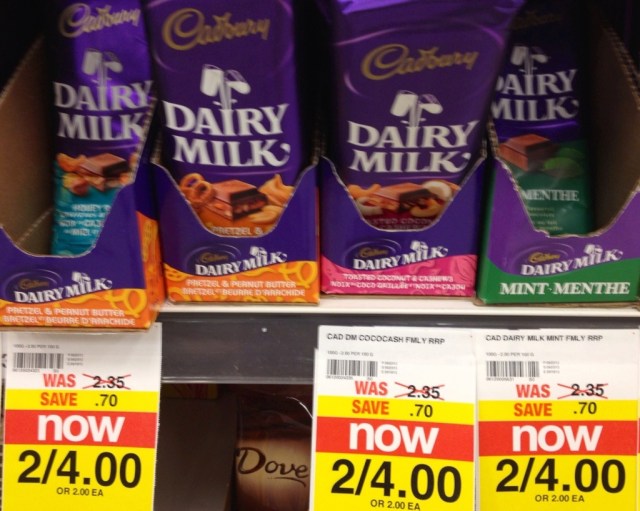 Cadbury
DAIRY
MILK
Cadbury
DAIRY
MILK
PRETZEL &
Cadbury
DAIRY
MILK
DAIRY
MILK
MENTHE
Cadbury
DAIRY MILK
PRETZEL & PEANUT BUTTER
BRETZEL BEURRE D'ARACHIDE
Cadbury
DAIRY MILK
PRETZEL & PEANUT BUTTER
BRETZEL BEURRE D'ARACHIDE
Cadbury
DAIRY MILK
TOASTED COCONUT & CASHEWS
Cadbury
DAIRY MILK
MINT·MENTHE
WAS 2.35
SAVE .70
now
2/4.00
OR 2.00 EA
Dove
CAD DM COCOCASH FMLY RRP
WAS 2.35
SAVE .70
now
2/4.00
OR 2.00 EA
CAD DAIRY MILK MINT FMLY RRP
WAS 2.35
SAVE .70
now
2/4.00
OR 2.00 EA